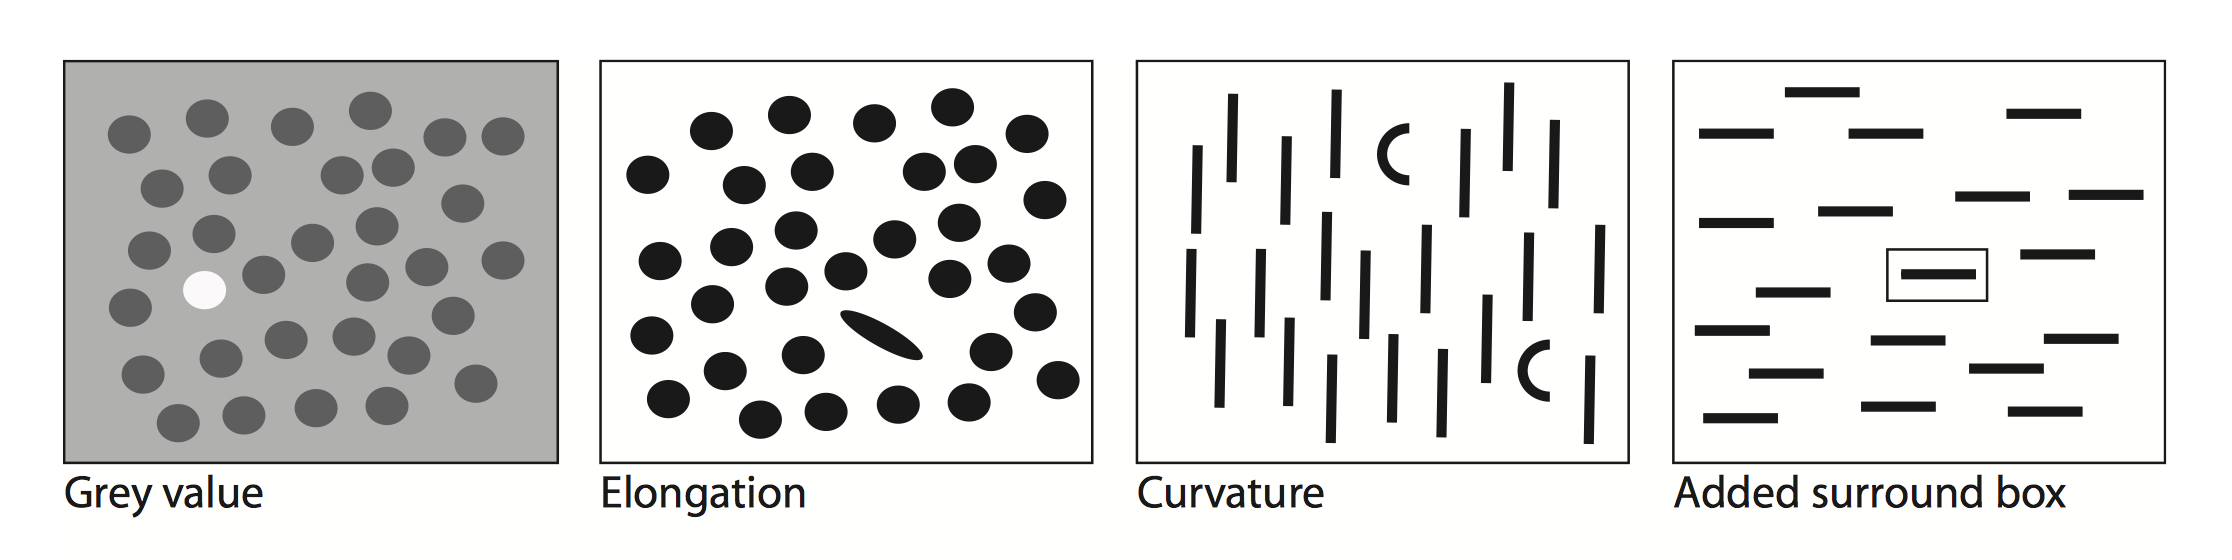 Grey value
Elongation
Curvature
Added surround box